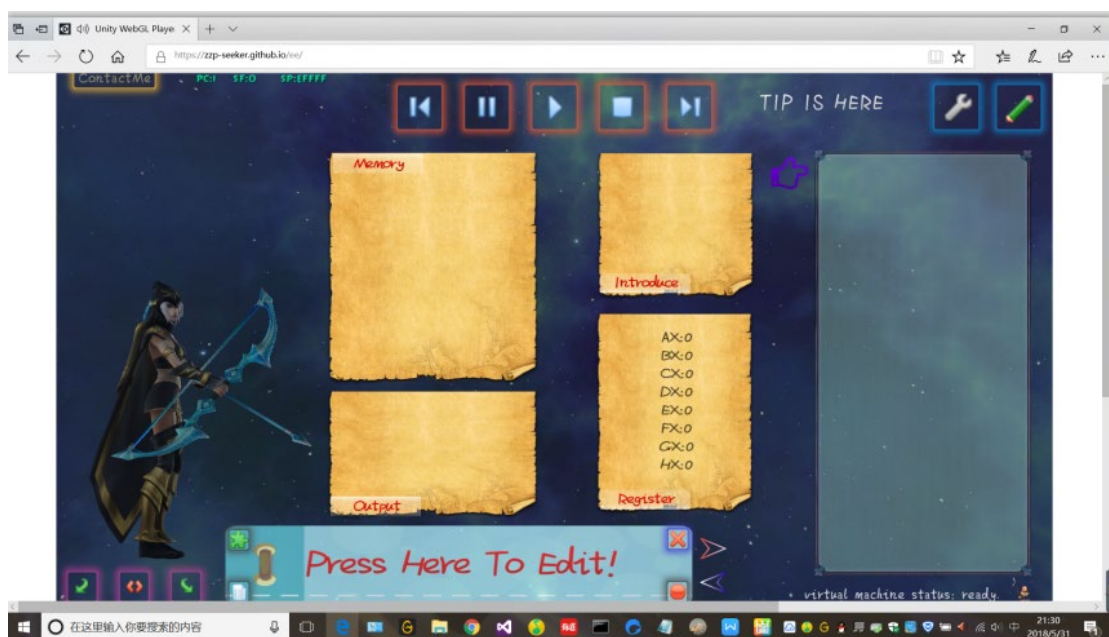 Unity WebGL Playe
https://zzp-seeker.github.io/ee/
ContactMe
PC:1 SF:0 SP:EFFFF
TIP IS HERE
Memory
Introduce
AX:0
BX:0
CX:0
DX:0
EX:0
FX:0
GX:0
HX:0
Register
Output
Press Here To Edit!
virtual machine status: ready.
在这里输入你要搜索的内容
中
21:30
2018/5/31